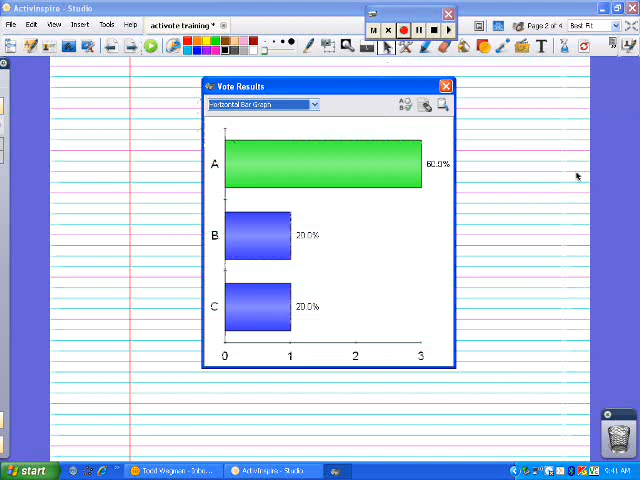 ActivInspire - Studio
File Edit View Insert Tools Help activote training * Page 2 of 4 Best Fit
Vote Results
Horizontal Bar Graph
A 60.0%
B 20.0%
C 20.0%
0 1 2 3
start Todd Wegman - Inbo... ActivInspire - Studio 9:41 AM